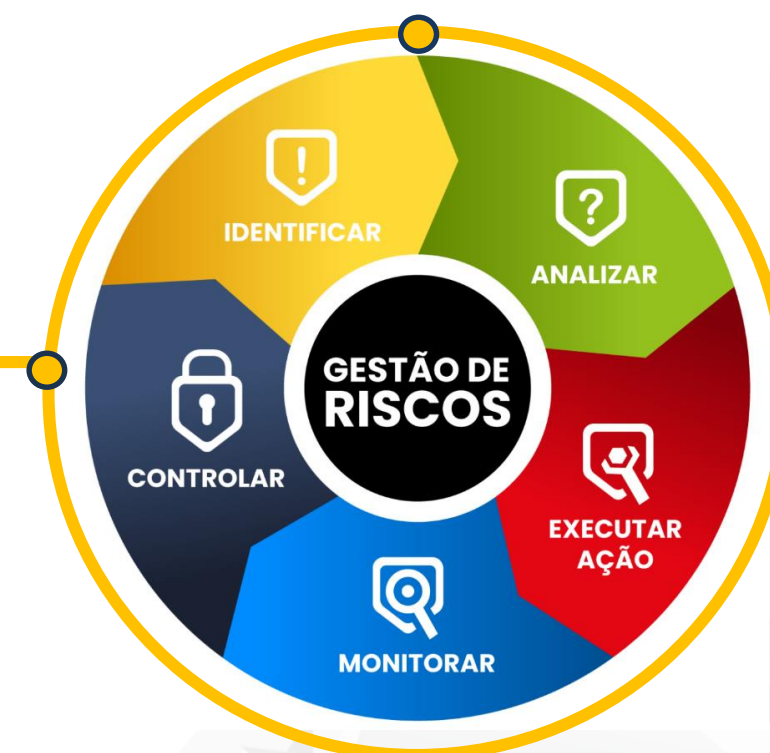 IDENTIFICAR
ANALIZAR
GESTÃO DE
RISCOS
CONTROLAR
EXECUTAR
AÇÃO
MONITORAR